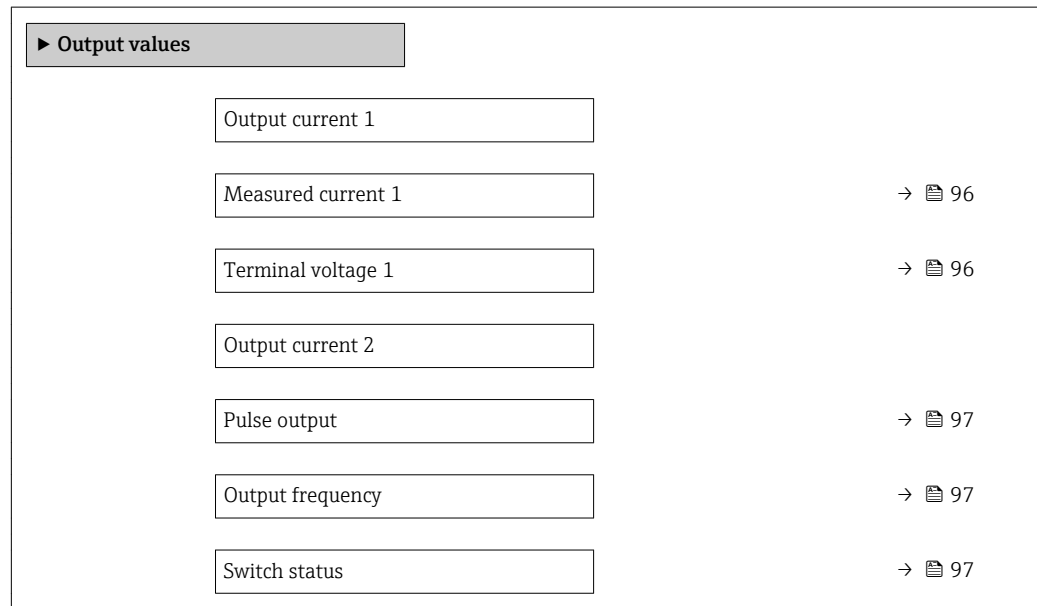 ▶ Output values
Output current 1
Measured current 1 → 96
Terminal voltage 1 → 96
Output current 2
Pulse output → 97
Output frequency → 97
Switch status → 97